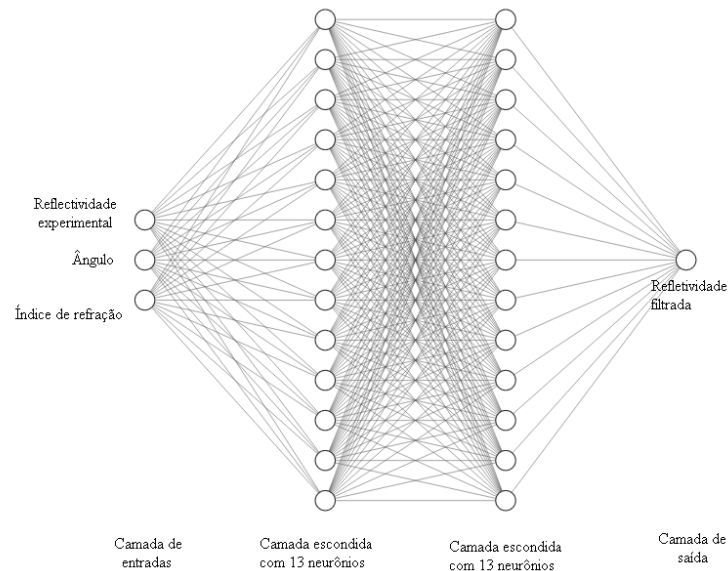 Reflectividade
experimental
Ângulo
Índice de refração
Refletividade
filtrada
Camada de
entradas
Camada escondida
com 13 neurônios
Camada escondida
com 13 neurônios
Camada de
saída